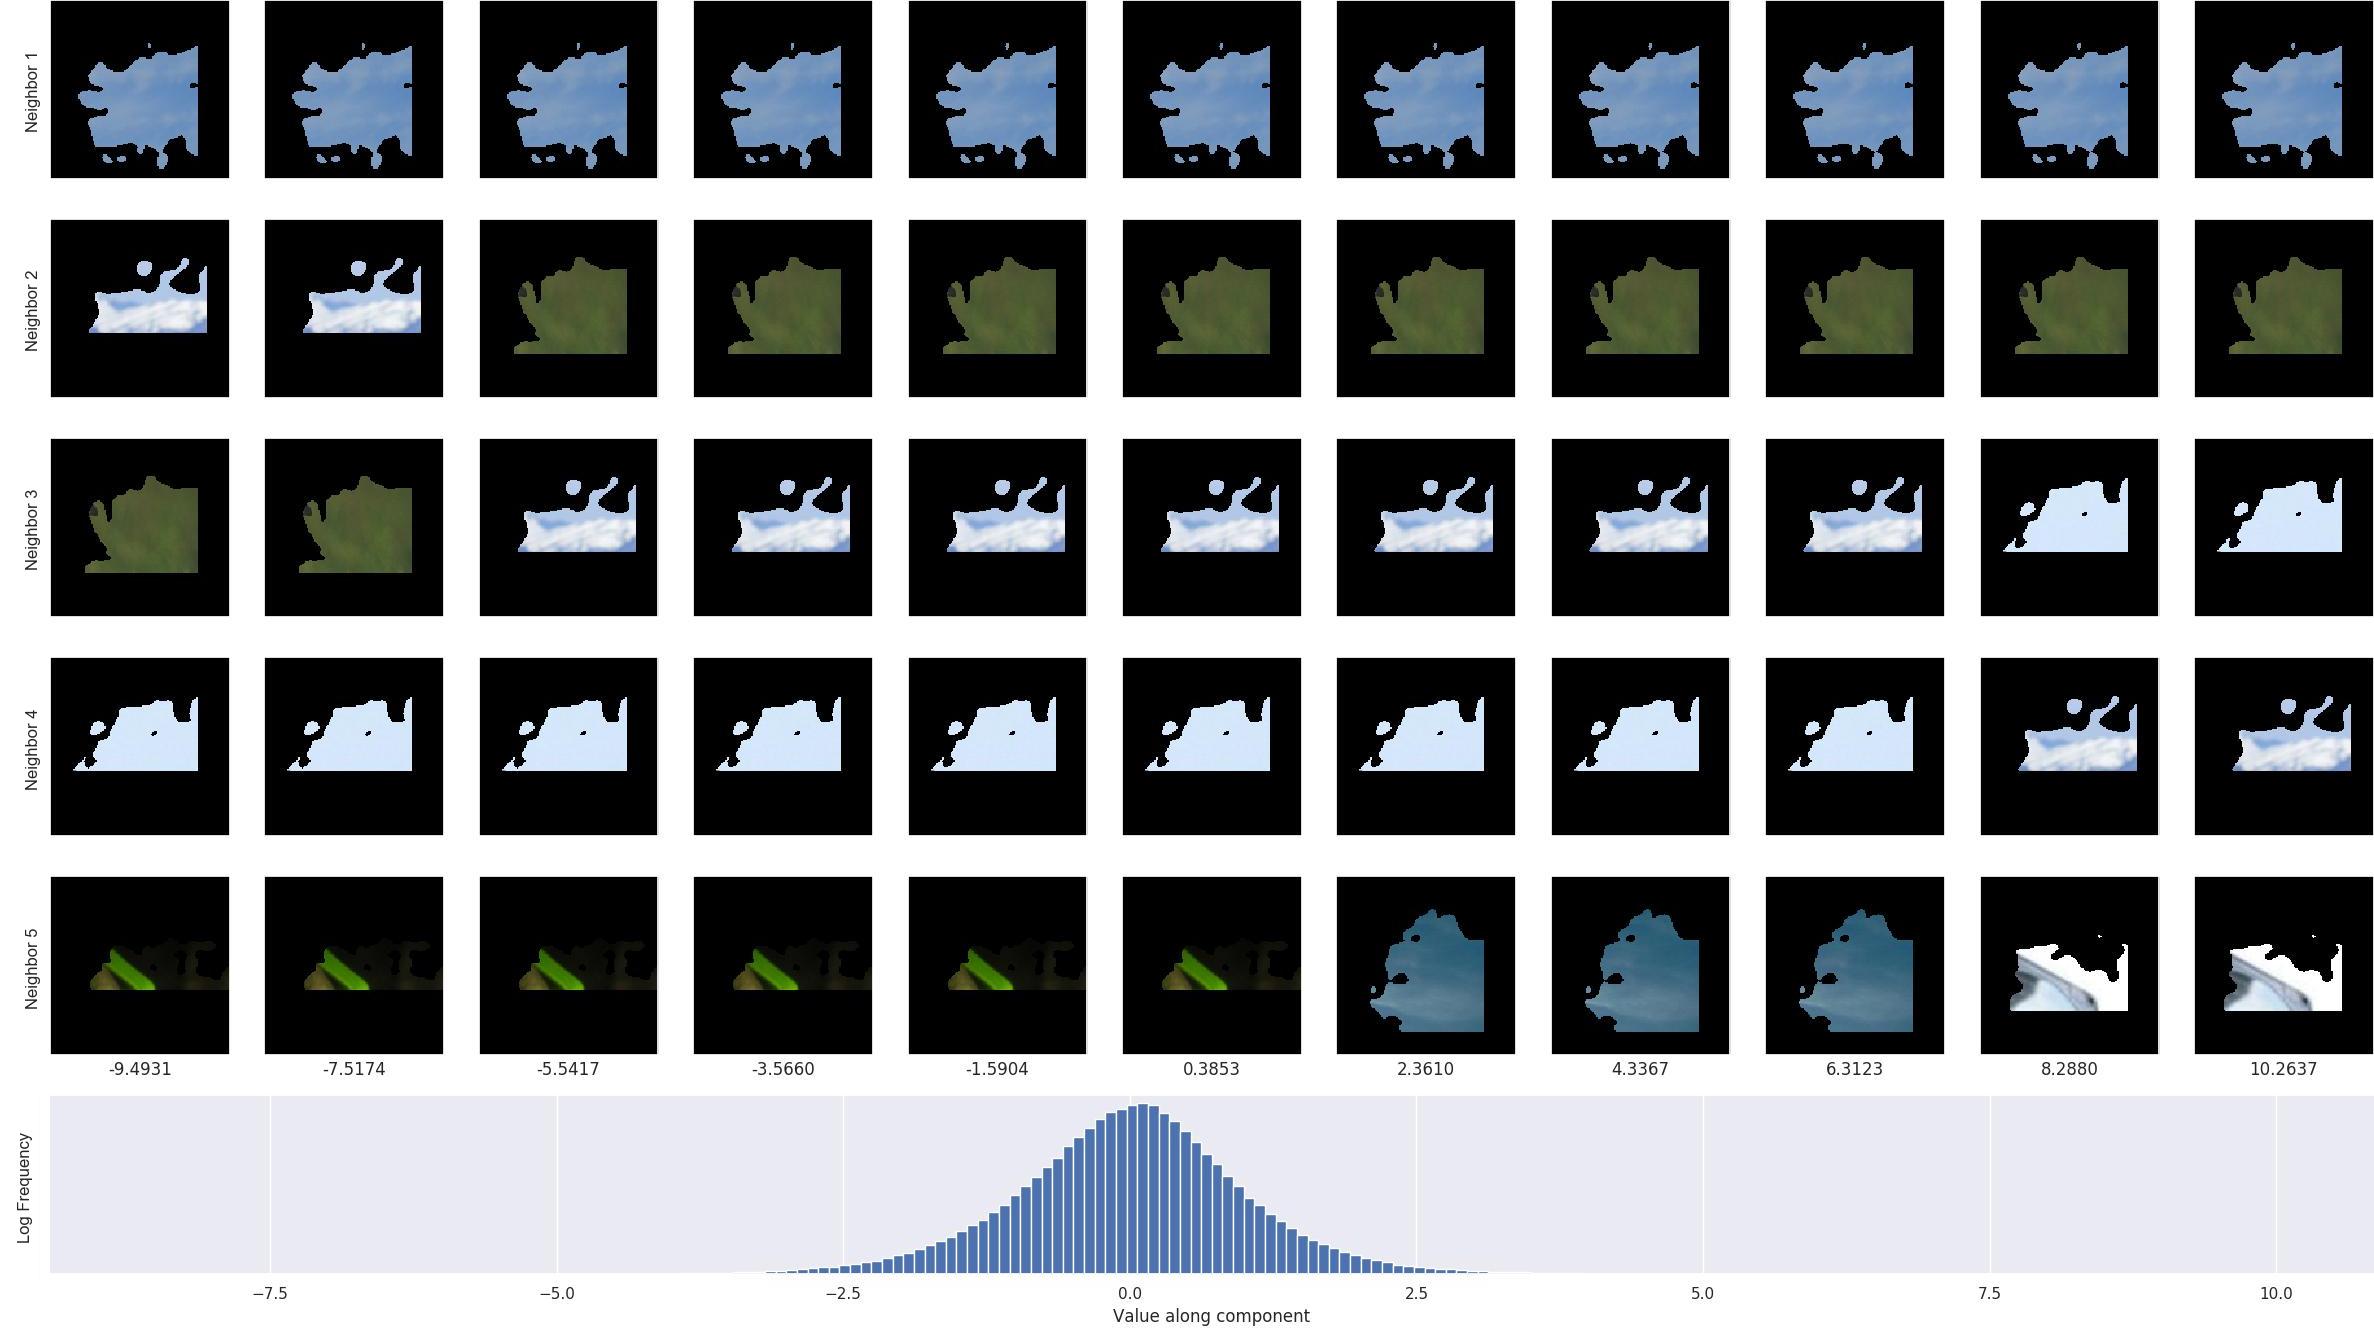 Neighbor 1
Neighbor 2
Neighbor 3
Neighbor 4
Neighbor 5
-9.4931 -7.5174 -5.5417 -3.5660 -1.5904 0.3853 2.3610 4.3367 6.3123 8.2880 10.2637
Log Frequency
−7.5 −5.0 −2.5 0.0 2.5 5.0 7.5 10.0
Value along component